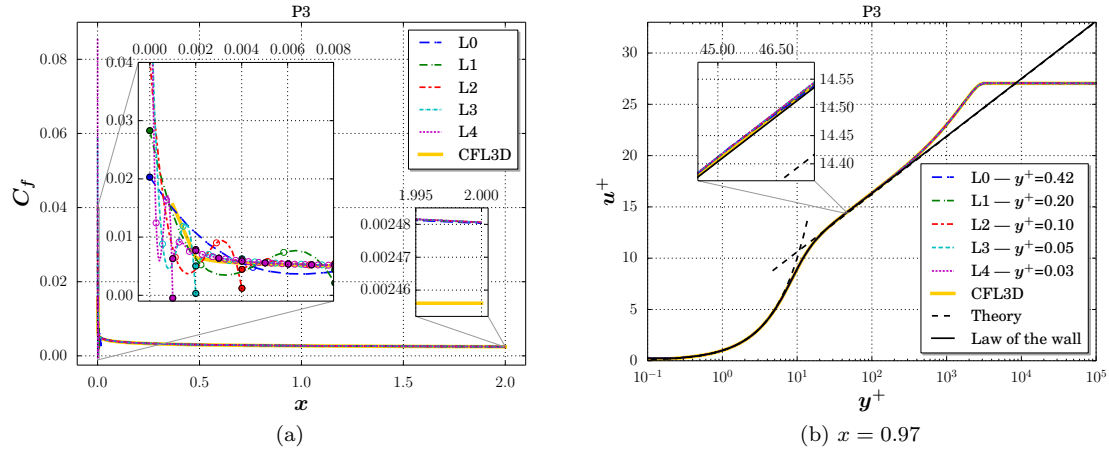 P3
0.08
0.06
0.04
0.02
0.00
C_f
0.0
0.5
1.0
1.5
2.0
x
0.000
0.002
0.004
0.006
0.008
0.04
0.03
0.02
0.01
0.00
L0
L1
L2
L3
L4
CFL3D
1.995
2.000
0.00248
0.00247
0.00246
(a)
P3
30
25
20
15
10
5
0
u^+
10^{-1}
10^0
10^1
10^2
10^3
10^4
10^5
y^+
45.00
46.50
14.55
14.50
14.45
14.40
L0 — y^+=0.42
L1 — y^+=0.20
L2 — y^+=0.10
L3 — y^+=0.05
L4 — y^+=0.03
CFL3D
Theory
Law of the wall
(b) x = 0.97